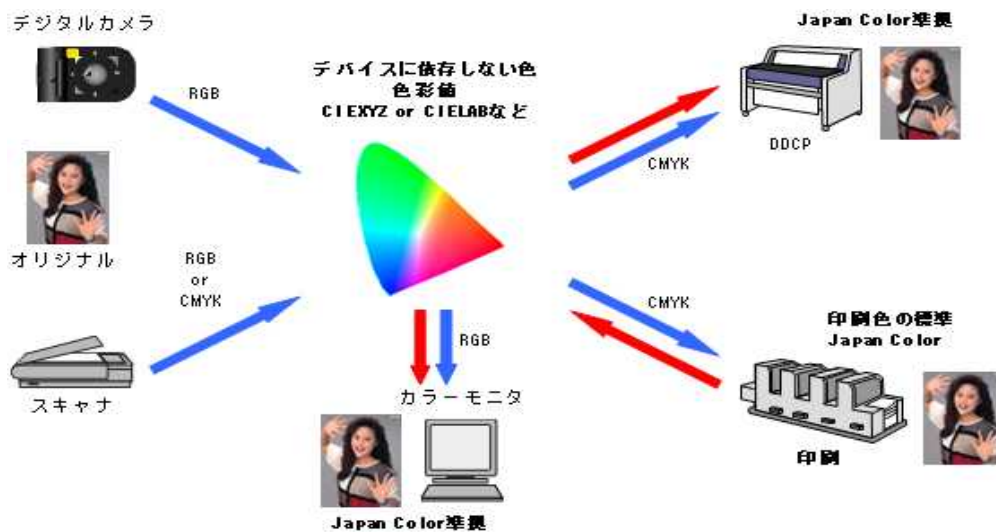 デジタルカメラ
RGB
オリジナル
RGB
or
CMYK
スキャナ
デバイスに依存しない色
色彩値
CIEXYZ or CIELABなど
RGB
カラーモニタ
Japan Color準拠
Japan Color準拠
DDCP
CMYK
CMYK
印刷色の標準
Japan Color
印刷